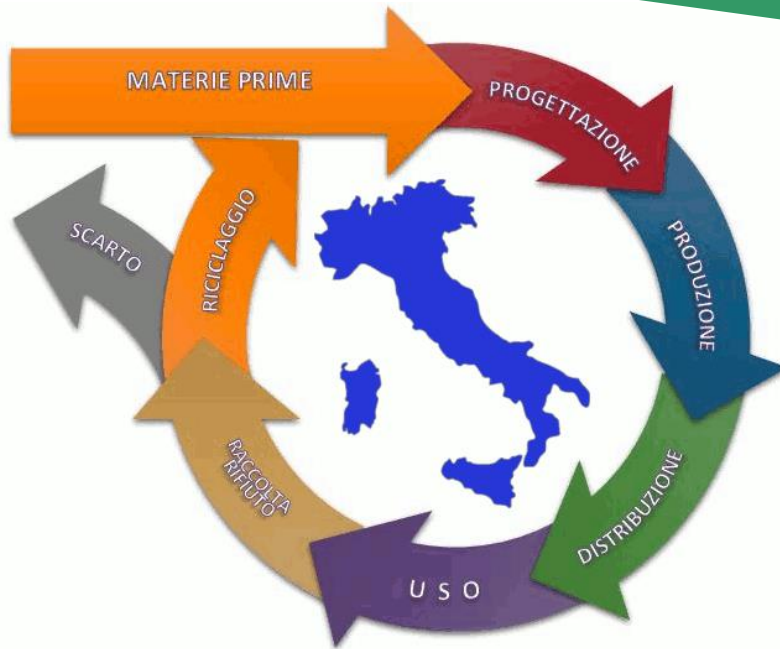 MATERIE PRIME
PROGETTAZIONE
PRODUZIONE
DISTRIBUZIONE
USO
RACCOLTA
RIFIUTO
RICICLAGGIO
SCARTO